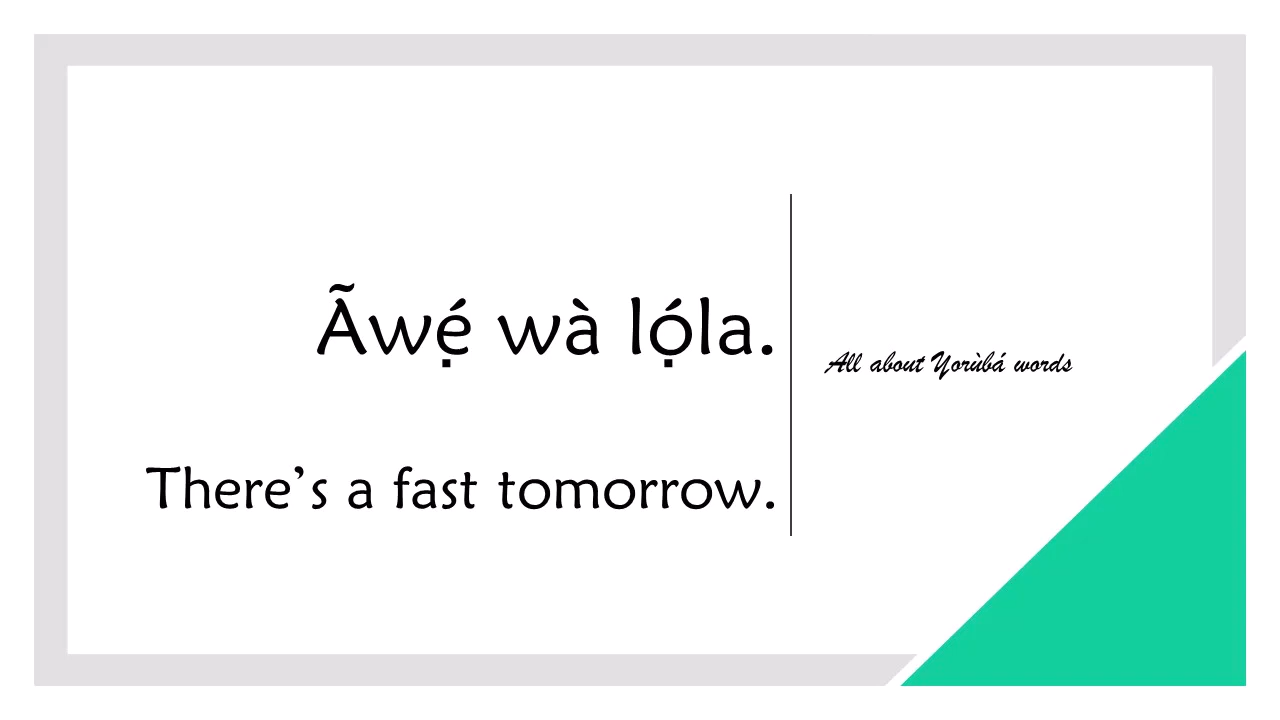 Ãwẹ́ wà lọ́la.
There’s a fast tomorrow.
All about Yorùbá words